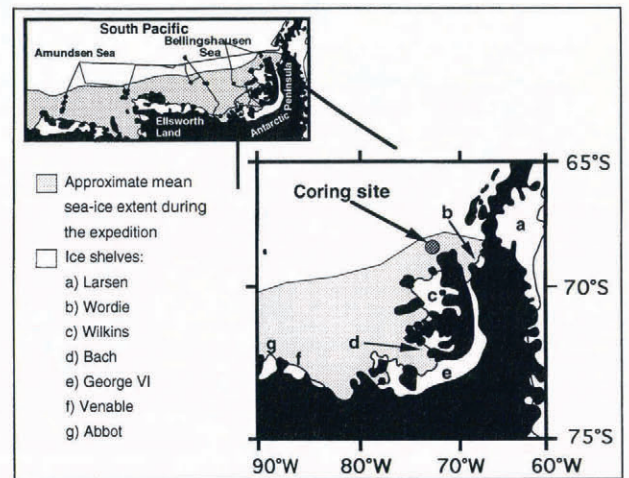 South Pacific
Amundsen Sea
Bellingshausen
Sea
Ellsworth
Land
Antarctic
Peninsula
Approximate mean
sea-ice extent during
the expedition
Ice shelves:
a) Larsen
b) Wordie
c) Wilkins
d) Bach
e) George VI
f) Venable
g) Abbot
Coring site
65°S
70°S
75°S
90°W 80°W 70°W 60°W
a
b
c
d
e
g
f